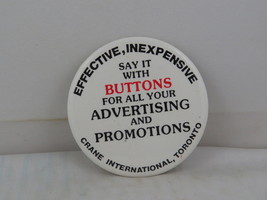 EFFECTIVE, INEXPENSIVE
SAY IT
WITH
BUTTONS
FOR ALL YOUR
ADVERTISING
AND
PROMOTIONS
CRANE INTERNATIONAL, TORONTO